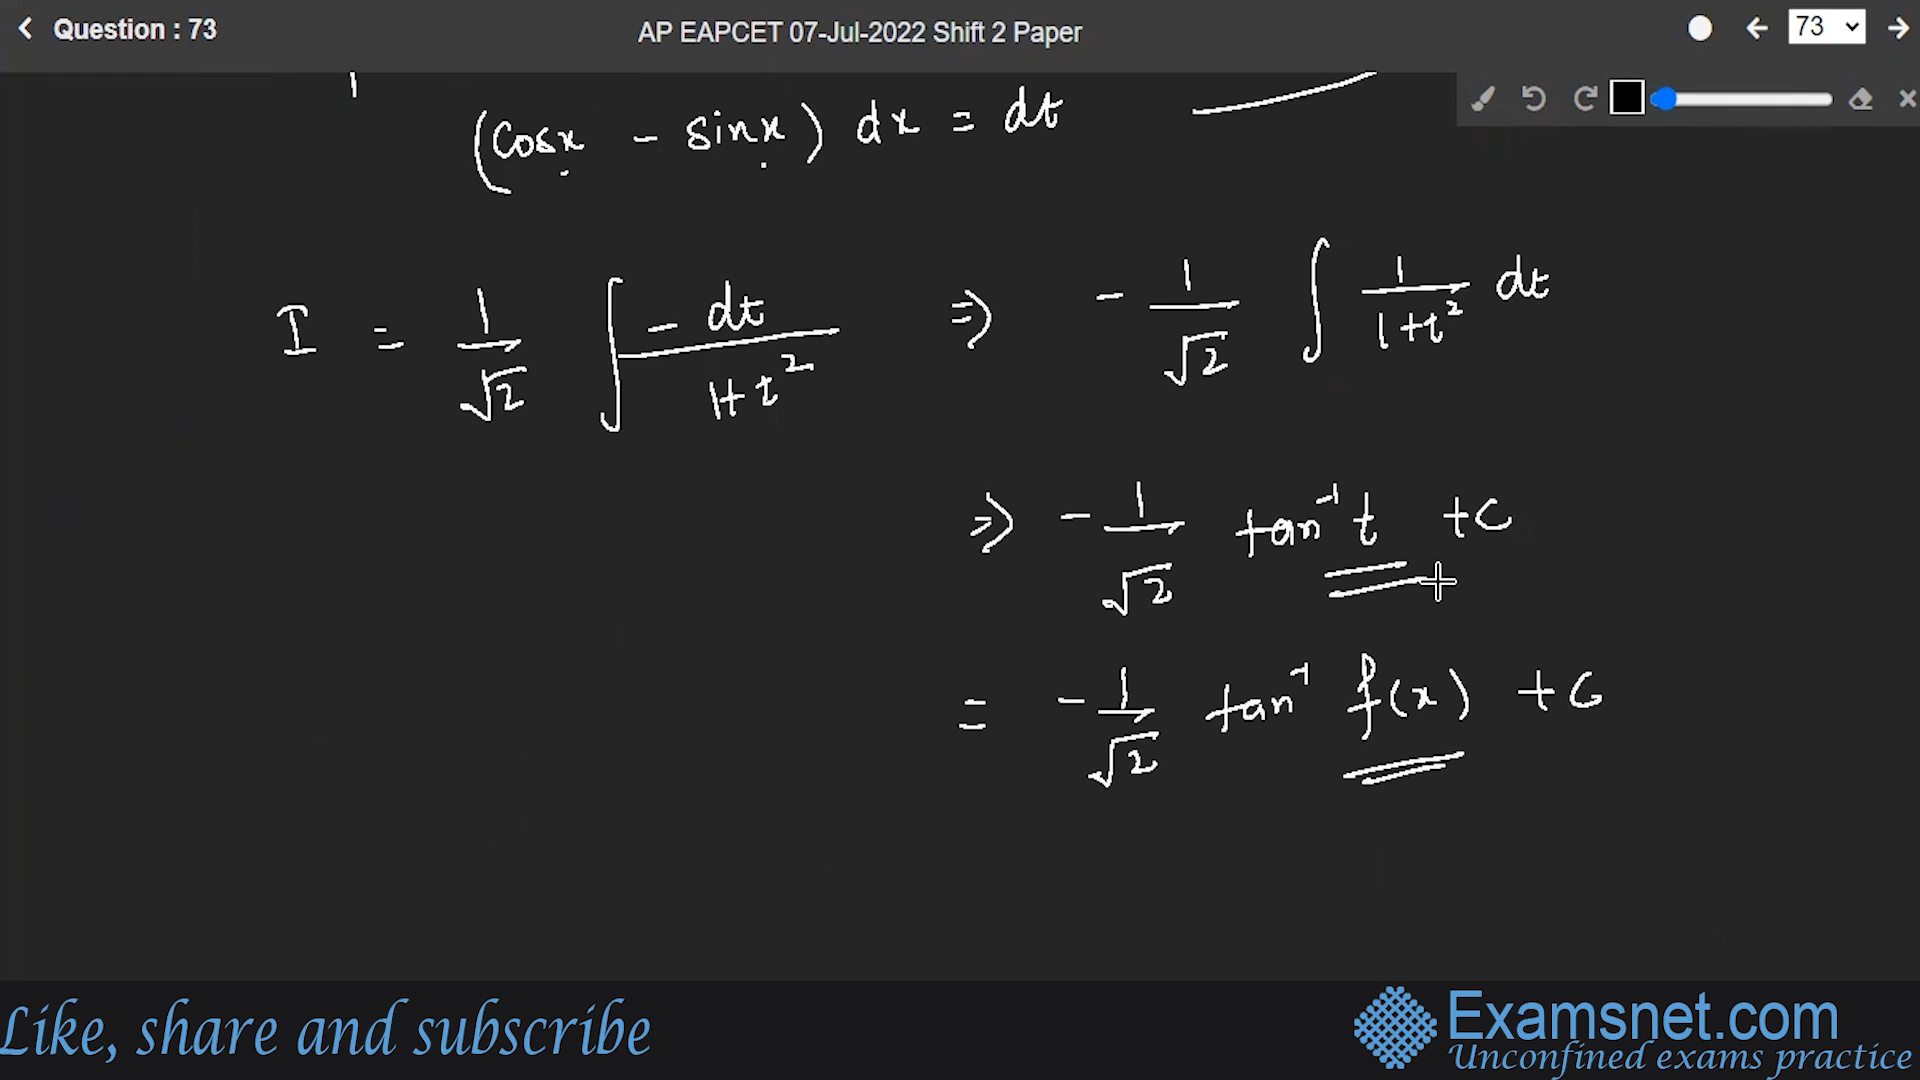 Question : 73
AP EAPCET 07-Jul-2022 Shift 2 Paper
73
(cosx - sinx) dx = dt
I = 1/√2 ∫ -dt/1+t² ⇒ -1/√2 ∫ 1/1+t² dt
⇒ -1/√2 tan⁻¹ t + C
= -1/√2 tan⁻¹ f(x) + C
Like, share and subscribe
Examsnet.com
Unconfined exams practice